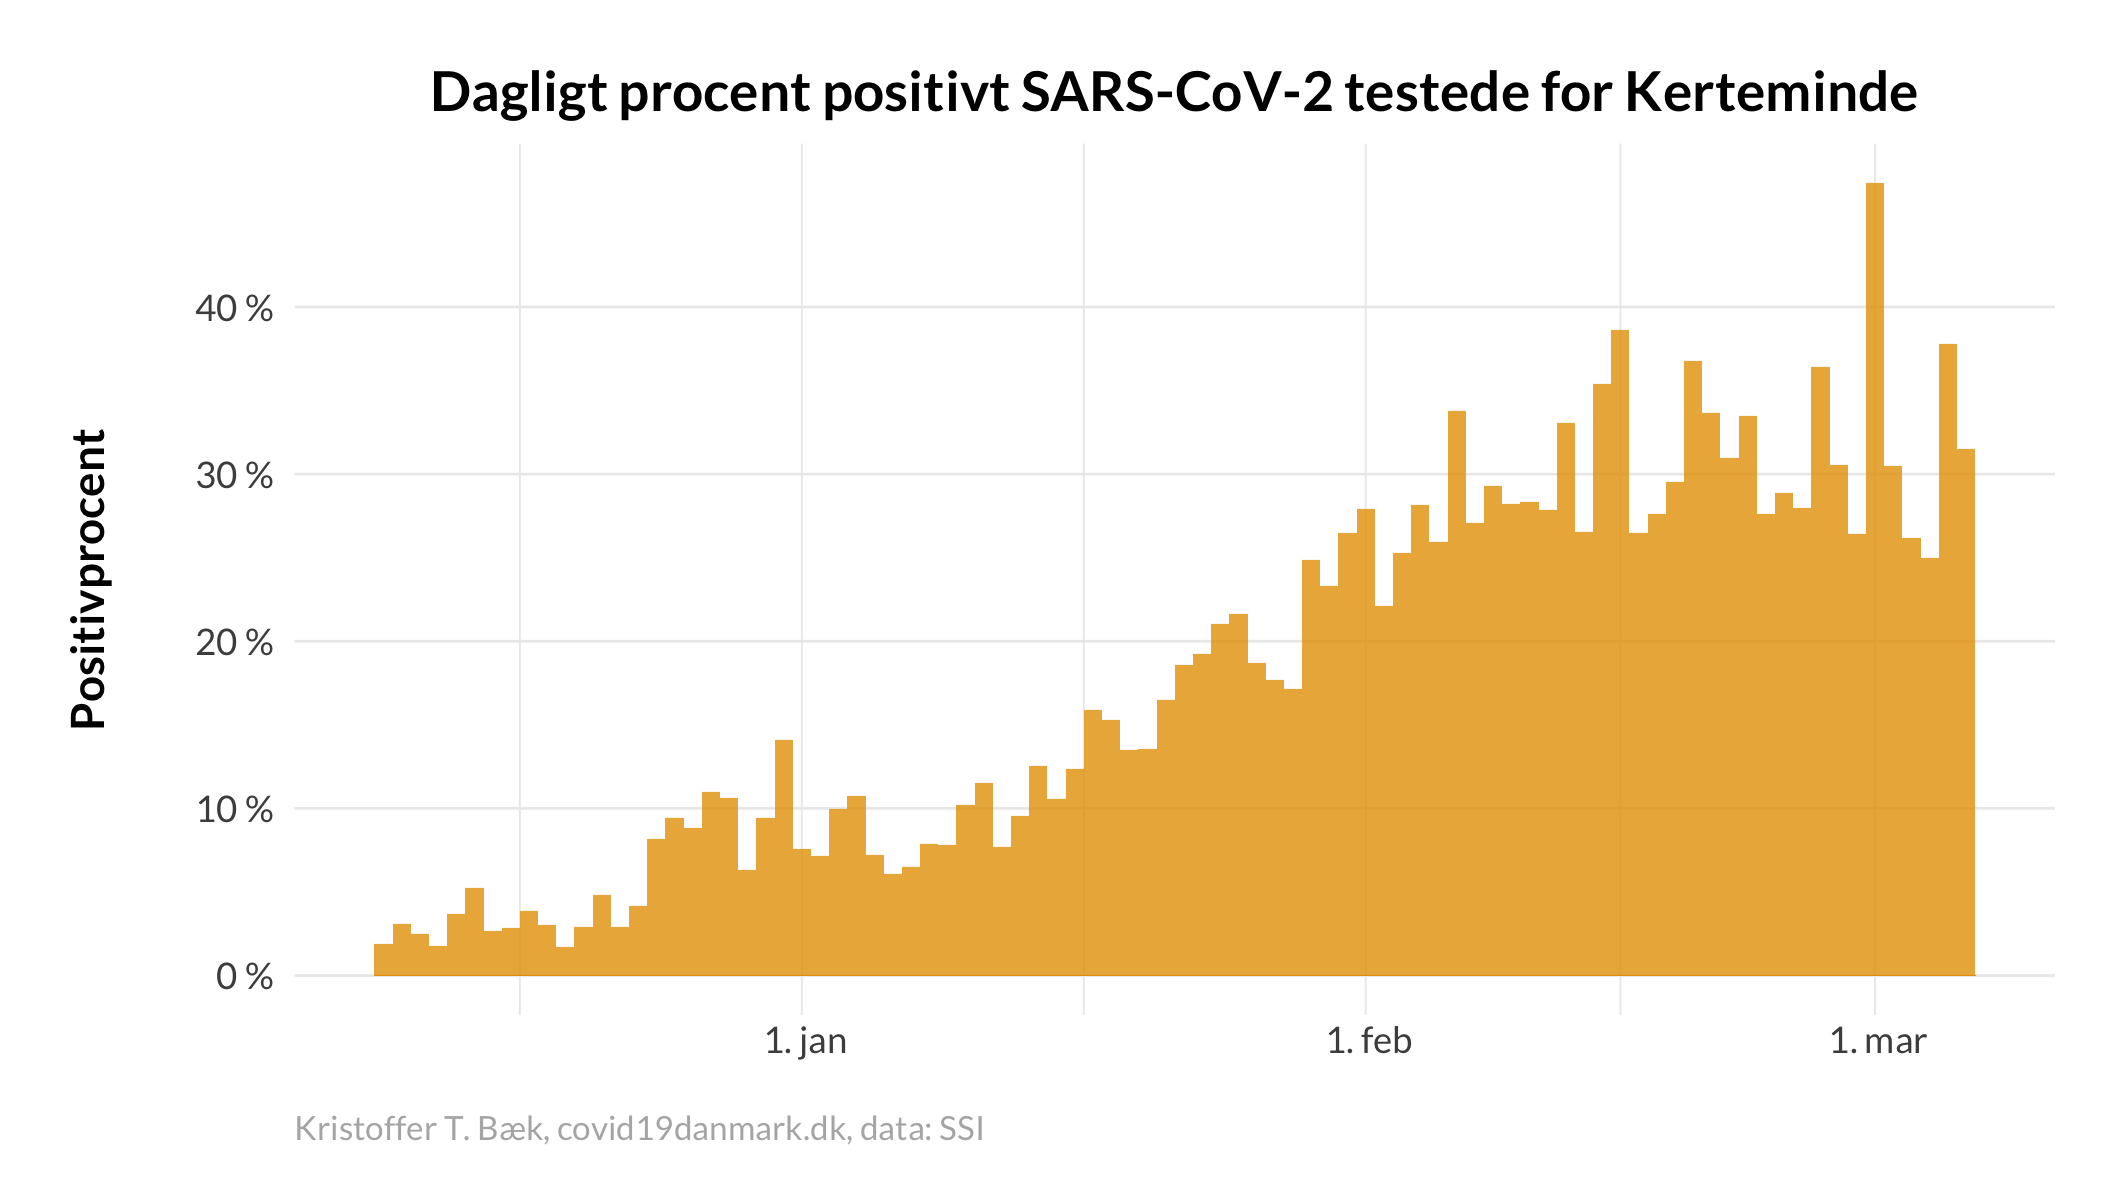 Dagligt procent positivt SARS-CoV-2 testede for Kerteminde
Positivprocent
40 %
30 %
20 %
10 %
0 %
1. jan
1. feb
1. mar
Kristoffer T. Bæk, covid19danmark.dk, data: SSI